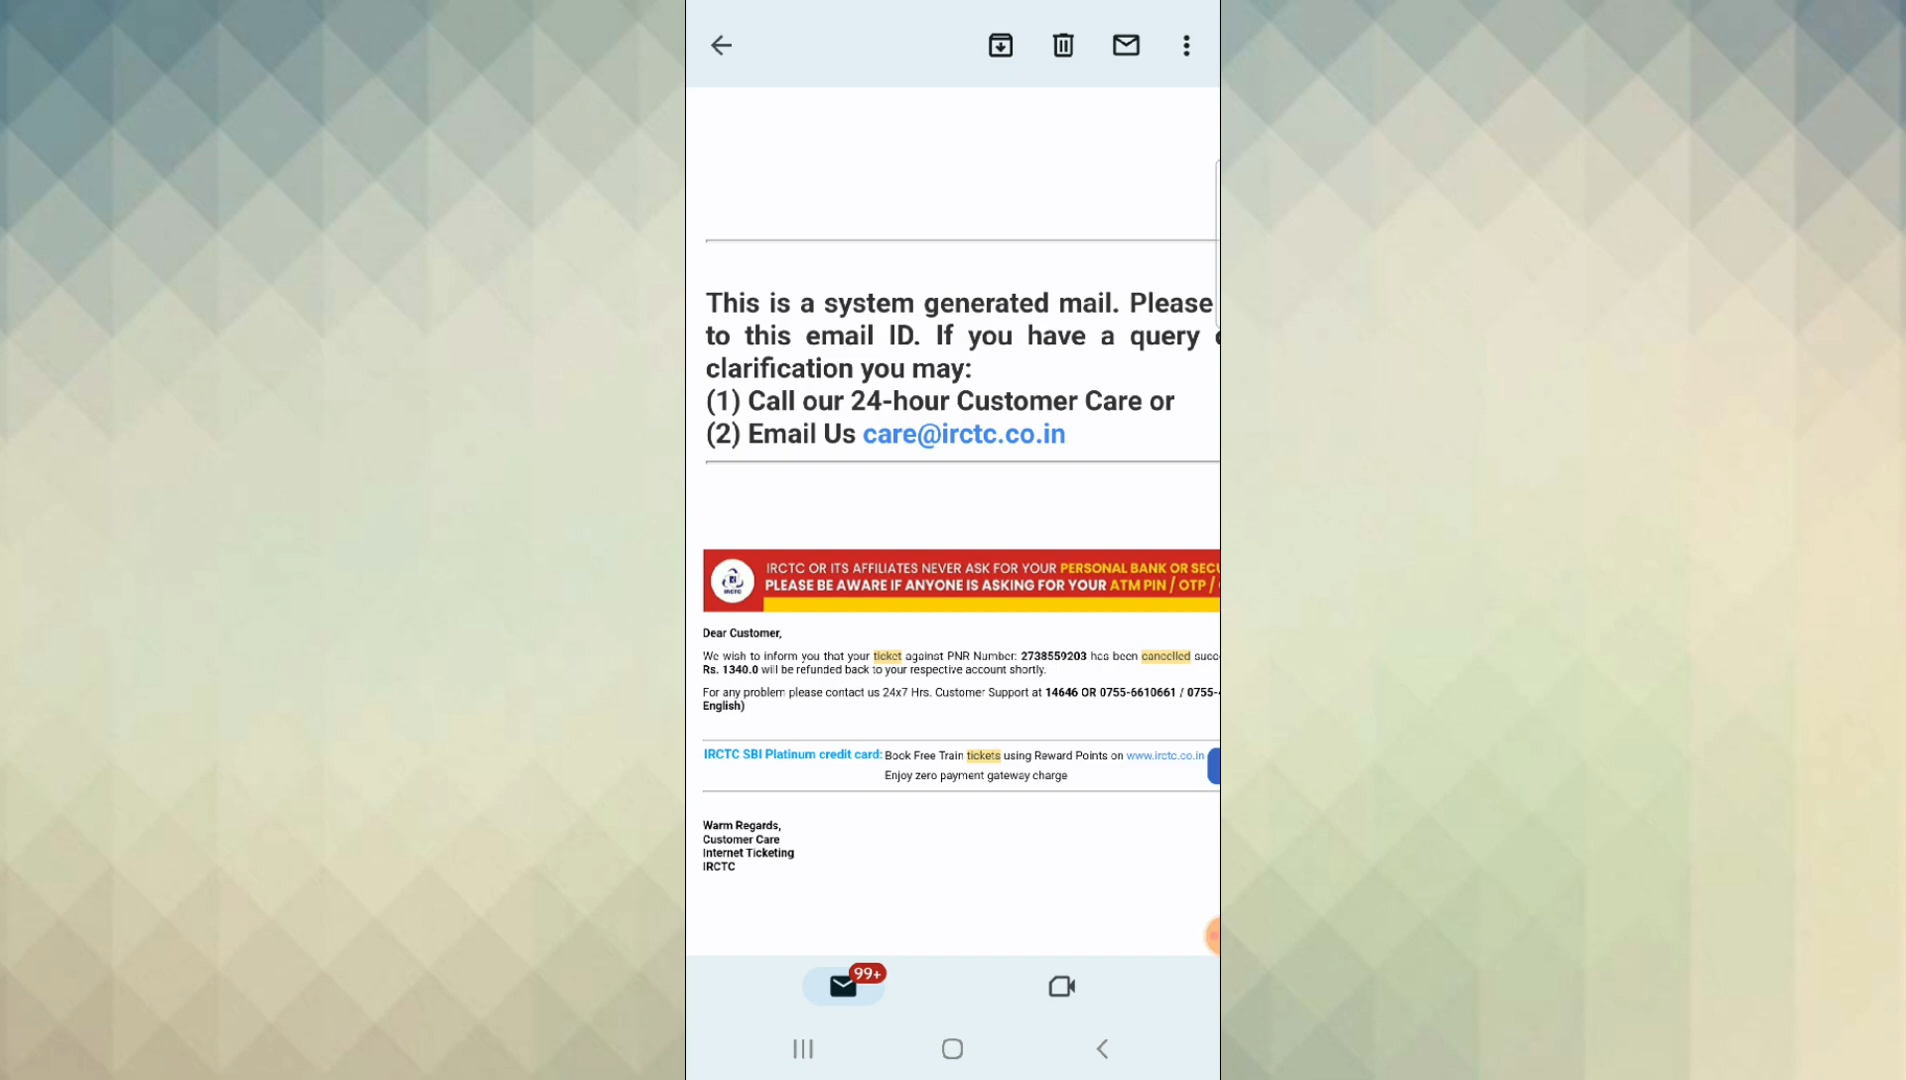 This is a system generated mail. Please
to this email ID. If you have a query
clarification you may:
(1) Call our 24-hour Customer Care or
(2) Email Us care@irctc.co.in
IRCTC OR ITS AFFILIATES NEVER ASK FOR YOUR PERSONAL BANK OR SECU
PLEASE BE AWARE IF ANYONE IS ASKING FOR YOUR ATM PIN / OTP /
IRCTC
Dear Customer,
We wish to inform you that your ticket against PNR Number: 2738559203 has been cancelled succ
Rs. 1340.0 will be refunded back to your respective account shortly.
For any problem please contact us 24x7 Hrs. Customer Support at 14646 OR 0755-6610661 / 0755-
English)
IRCTC SBI Platinum credit card: Book Free Train tickets using Reward Points on www.irctc.co.in
Enjoy zero payment gateway charge
Warm Regards,
Customer Care
Internet Ticketing
IRCTC
99+